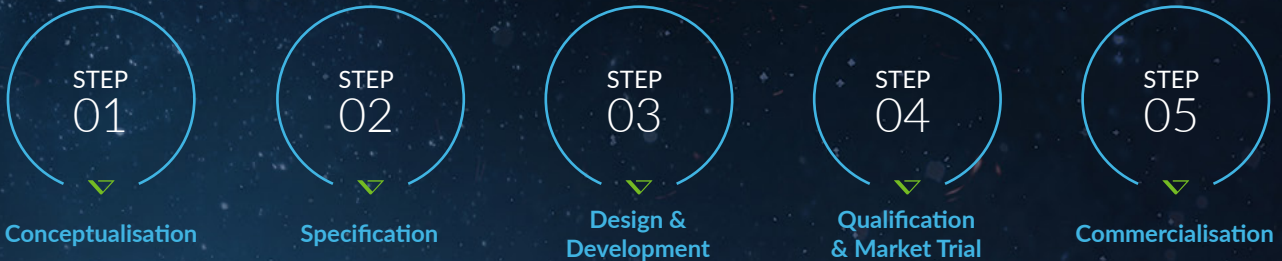 STEP
01
Conceptualisation
STEP
02
Specification
STEP
03
Design &
Development
STEP
04
Qualification
& Market Trial
STEP
05
Commercialisation